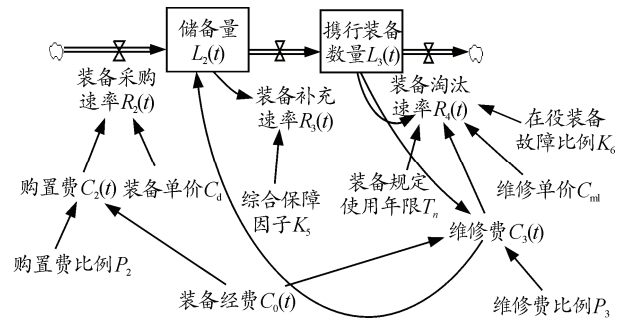 储备量
L₂(t)
携行装备
数量L₃(t)
装备采购
速率R₂(t)
装备补充
速率R₃(t)
装备淘汰
速率R₄(t)
在役装备
故障比例K₆
购置费C₂(t)
装备单价C_d
综合保障
因子K₅
装备规定
使用年限Tₙ
维修单价C_ml
维修费C₃(t)
购置费比例P₂
装备经费C₀(t)
维修费比例P₃